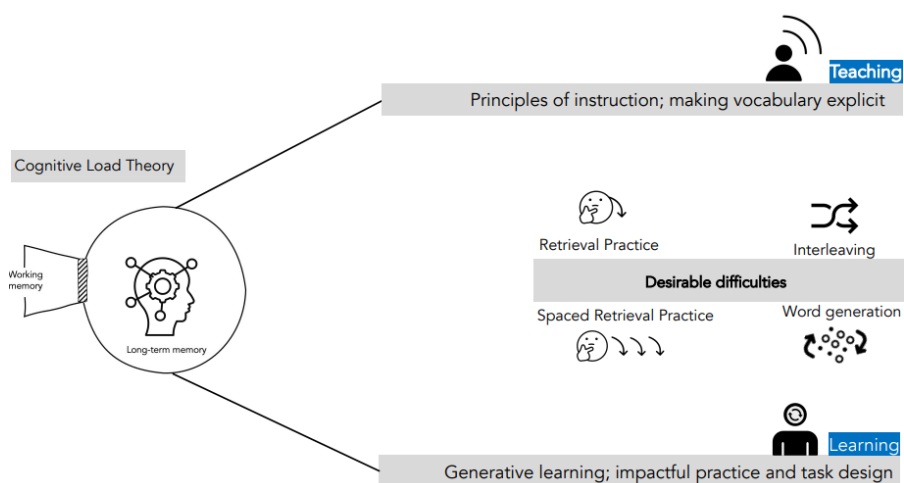 Teaching
Principles of instruction; making vocabulary explicit
Cognitive Load Theory
Retrieval Practice
Interleaving
Working
memory
Desirable difficulties
Spaced Retrieval Practice
Word generation
Long-term memory
Learning
Generative learning; impactful practice and task design